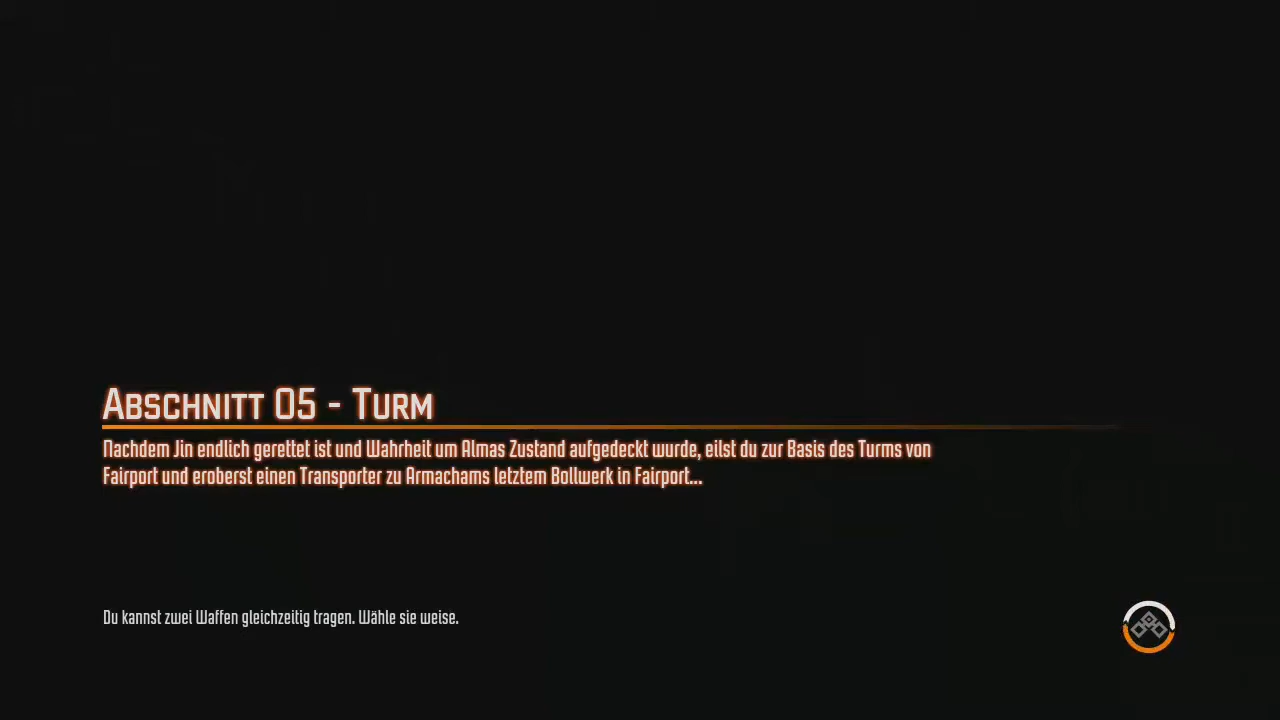 Abschnitt 05 - Turm
Nachdem Jin endlich gerettet ist und Wahrheit um Almas Zustand aufgedeckt wurde, eilst du zur Basis des Turms von
Fairport und eroberst einen Transporter zu Armachams letztem Bollwerk in Fairport...
Du kannst zwei Waffen gleichzeitig tragen. Wähle sie weise.